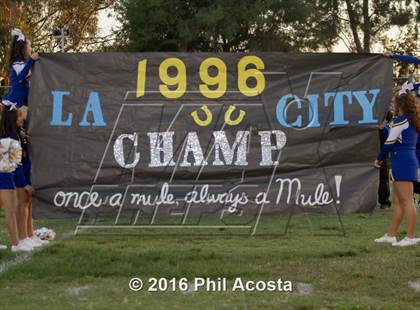 1996
LA CITY
CHAMP
once a mule, always a Mule!
© 2016 Phil Acosta